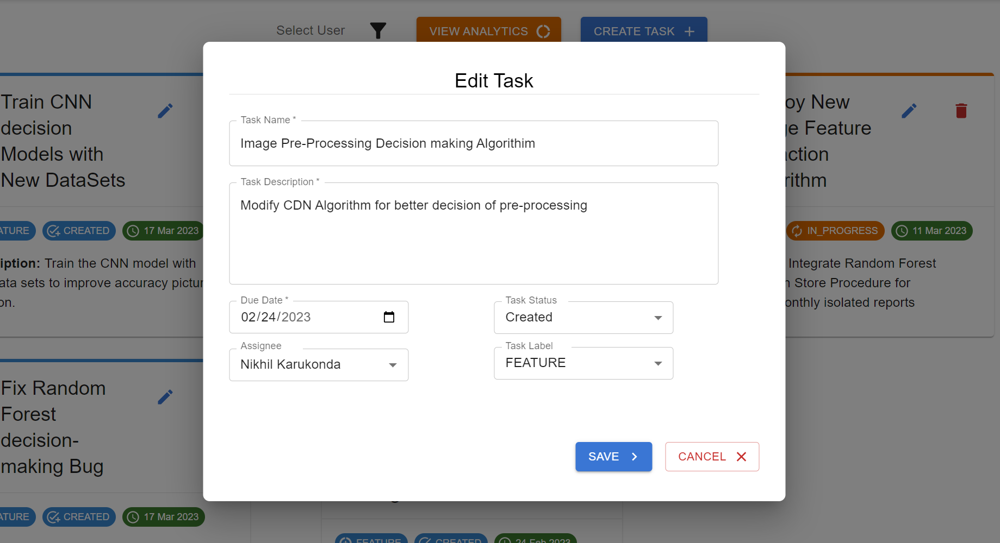 Select User
VIEW ANALYTICS
CREATE TASK
Edit Task
Task Name *
Image Pre-Processing Decision making Algorithim
Task Description *
Modify CDN Algorithm for better decision of pre-processing
Due Date *
02/24/2023
Task Status
Created
Assignee
Nikhil Karukonda
Task Label
FEATURE
SAVE
CANCEL
Train CNN
decision
Models with
New DataSets
ATURE
CREATED
17 Mar 2023
iption: Train the CNN model with
ata sets to improve accuracy pictur
on.
Fix Random
Forest
decision-
making Bug
ATURE
CREATED
17 Mar 2023
FEATURE
CREATED
24 Feb 2023
oy New
e Feature
ction
rithm
IN_PROGRESS
11 Mar 2023
Integrate Random Forest
n Store Procedure for
onthly isolated reports